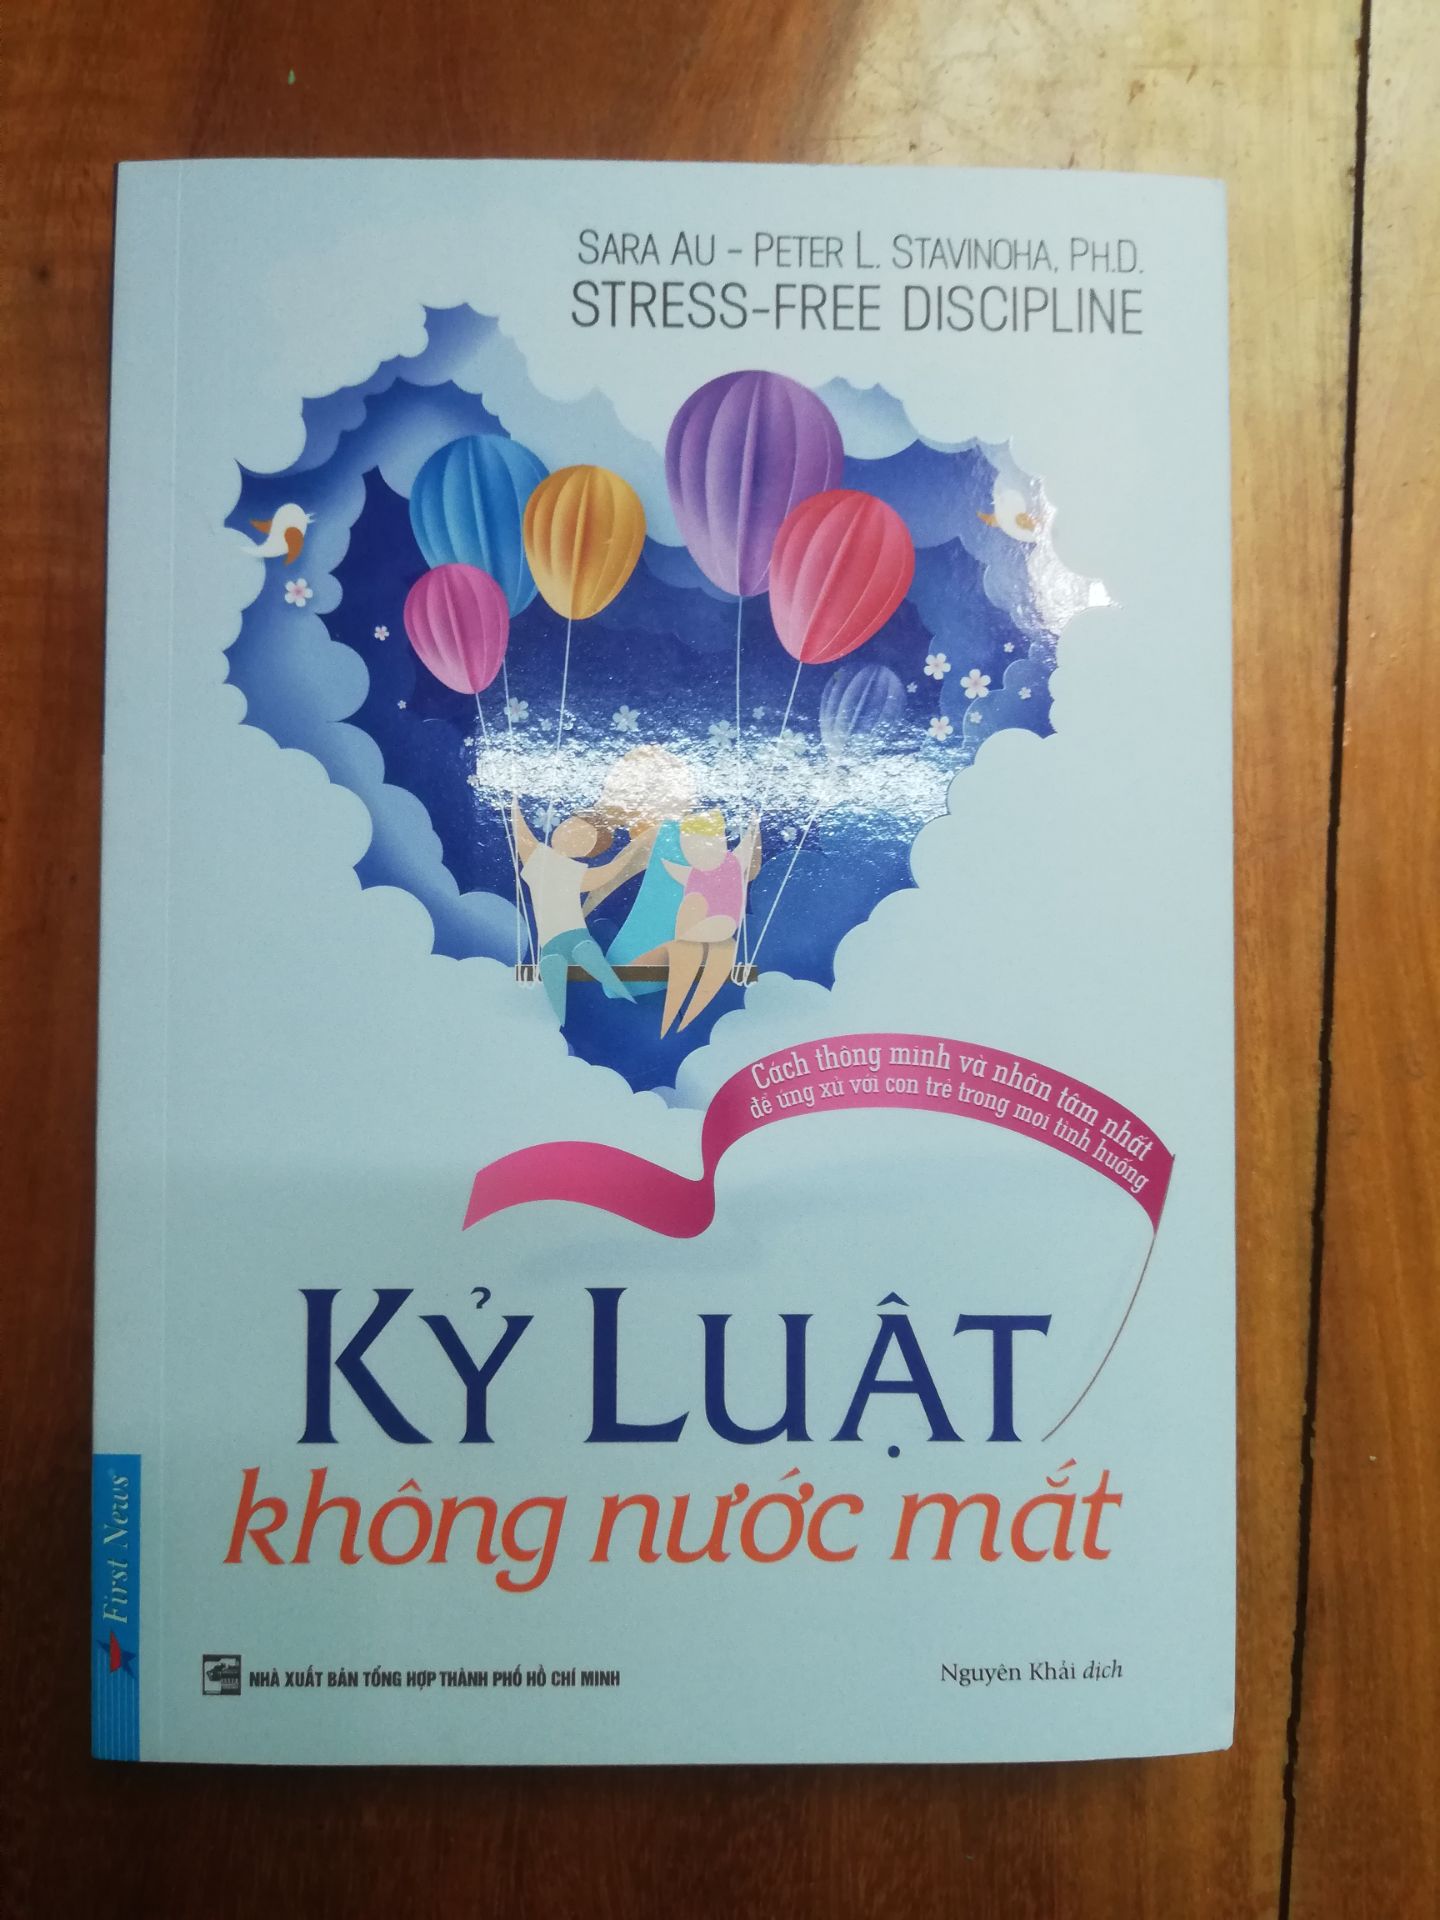 SARA AU - PETER L. STAVINOHA, PH.D.
STRESS-FREE DISCIPLINE
Cách thông minh và nhân tâm nhất
để ứng xử với con trẻ trong mọi tình huống
KỶ LUẬT
không nước mắt
First News
NHÀ XUẤT BẢN TỔNG HỢP THÀNH PHỐ HỒ CHÍ MINH
Nguyên Khải dịch